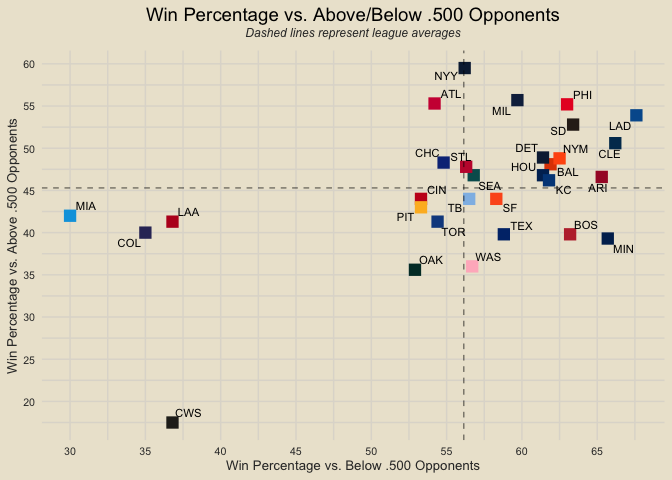 Win Percentage vs. Above/Below .500 Opponents
Dashed lines represent league averages
Win Percentage vs. Above .500 Opponents
60
55
50
45
40
35
30
25
20
NYY
ATL
MIL
PHI
SD
LAD
CLE
DET
NYM
CHC
STL
HOU
BAL
SEA
KC
ARI
CIN
MIA
LAA
PIT
TB
SF
COL
TOR
TEX
BOS
MIN
OAK
WAS
CWS
30
35
40
45
50
55
60
65
Win Percentage vs. Below .500 Opponents